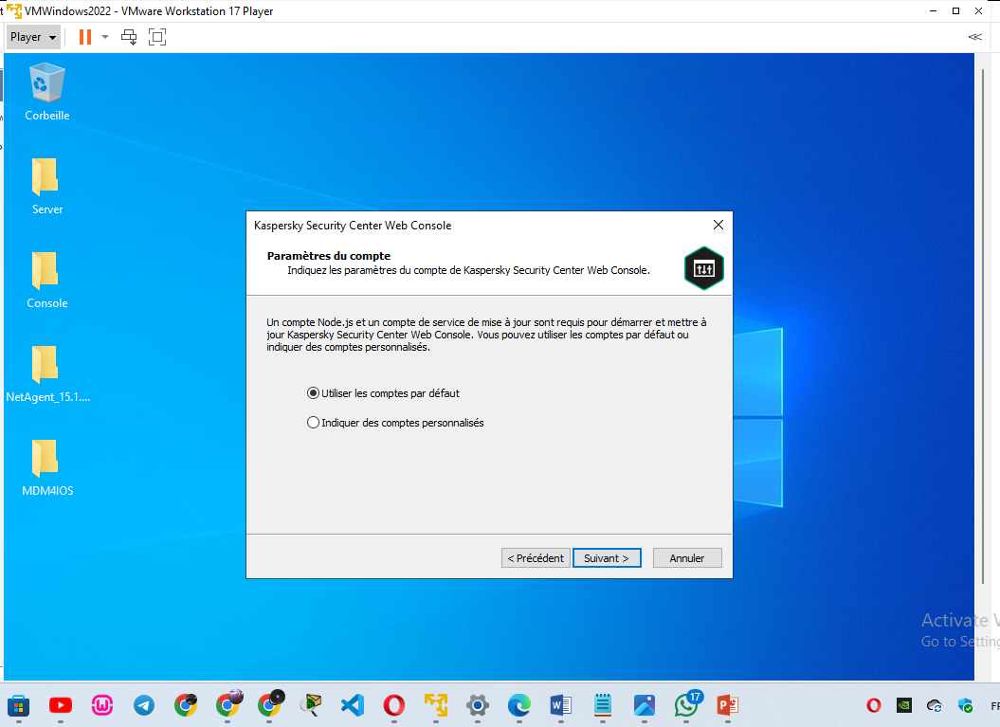 VMWindows2022 - VMware Workstation 17 Player
Player
Corbeille
Server
Console
NetAgent_15.1....
MDM4IOS
Kaspersky Security Center Web Console
Paramètres du compte
Indiquez les paramètres du compte de Kaspersky Security Center Web Console.
Un compte Node.js et un compte de service de mise à jour sont requis pour démarrer et mettre à
jour Kaspersky Security Center Web Console. Vous pouvez utiliser les comptes par défaut ou
indiquer des comptes personnalisés.
Utiliser les comptes par défaut
Indiquer des comptes personnalisés
< Précédent
Suivant >
Annuler
Activate
Go to Setting
17